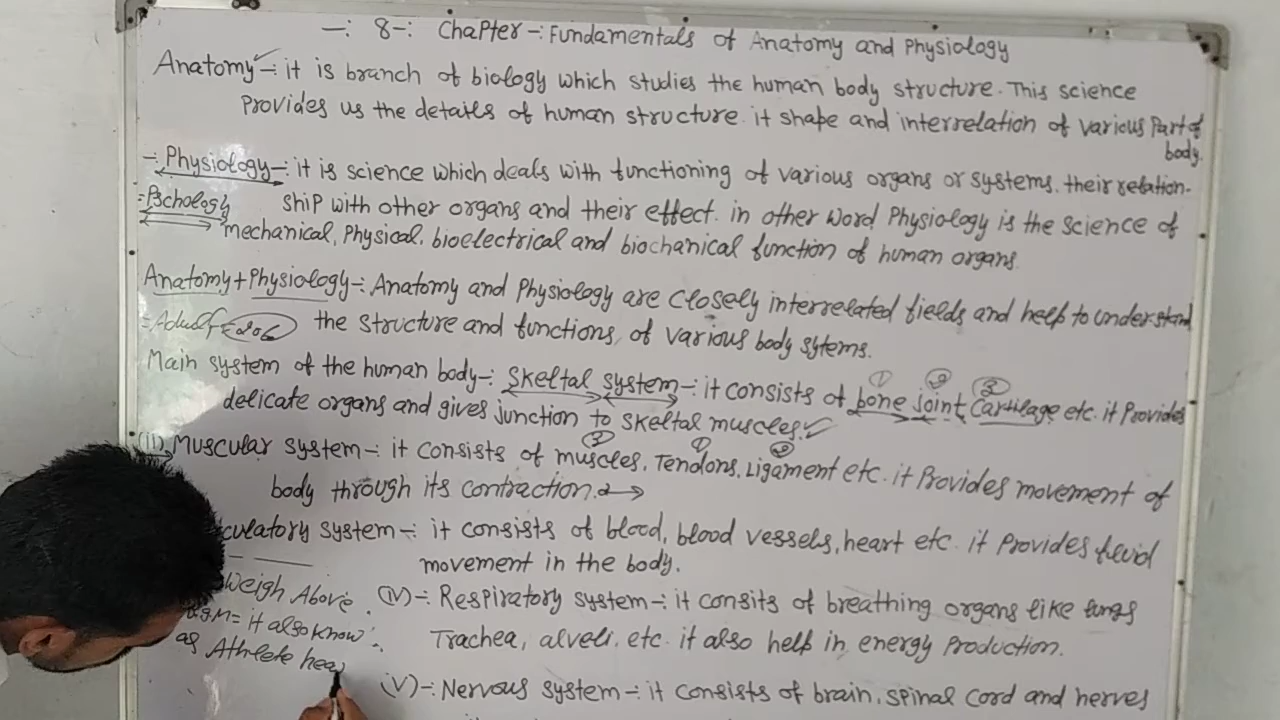 -: 8-: ChaPter-: Fundamentals of Anatomy and Physiology
Anatomy-: it is branch of biology which studies the human body structure. This science
Provides us the details of human structure. it shape and interrelation of various Part of
body.
-: Physiology-: it is science which deals with functioning of various organs or systems. their relation-
=Pschology
shiP with other organs and their effect. in other word Physiology is the science of
mechanical, Physical, bioelectrical and biochanical function of human organs.
Anatomy + Physiology-: Anatomy and Physiology are closely interrelated fields and help to understand
=Adult
206
the structure and functions, of various body sytems.
Main system of the human body-: Skeltal system-: it consists of bone joint, Cartilage etc. it Provides
① ② ③
delicate organs and gives junction to skeltal muscles.
(ii) Muscular system-: it consists of muscles, Tendons, Ligament etc. it Provides movement of
③ ① ②
body through its contraction.
culatory system-: it consists of blood, blood vessels, heart etc. it Provides fluid
movement in the body.
Weigh Above
gm= it also know
as Athlete hea
(IV)-: Respiratory system-: it consits of breathing organs like lungs
Trachea, alveli, etc. it also help in energy Production.
(V)-: Nervous system-: it consists of brain, spinal cord and nerves